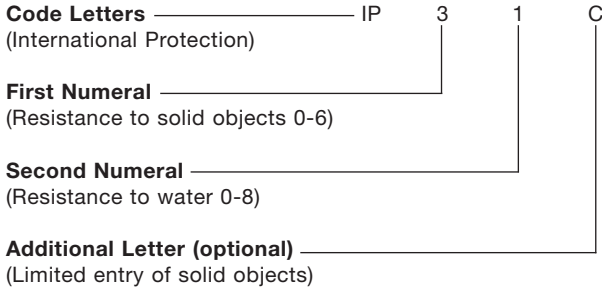 Code Letters IP 3 1 C
(International Protection)
First Numeral
(Resistance to solid objects 0-6)
Second Numeral
(Resistance to water 0-8)
Additional Letter (optional)
(Limited entry of solid objects)